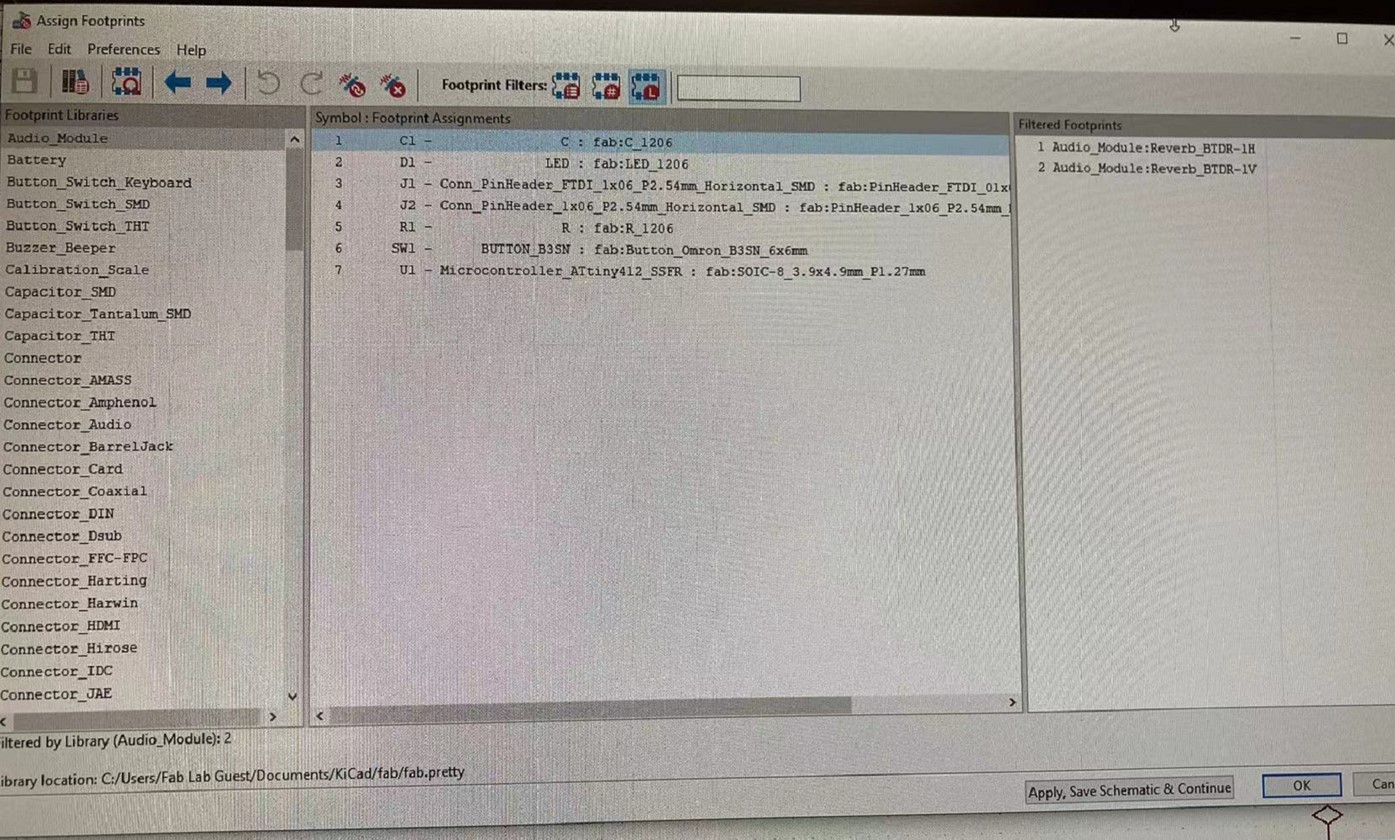 Assign Footprints
File Edit Preferences Help
Footprint Filters:
Footprint Libraries
Audio_Module
Battery
Button_Switch_Keyboard
Button_Switch_SMD
Button_Switch_THT
Buzzer_Beeper
Calibration_Scale
Capacitor_SMD
Capacitor_Tantalum_SMD
Capacitor_THT
Connector
Connector_AMASS
Connector_Amphenol
Connector_Audio
Connector_BarrelJack
Connector_Card
Connector_Coaxial
Connector_DIN
Connector_Dsub
Connector_FFC-FPC
Connector_Harting
Connector_Harwin
Connector_HDMI
Connector_Hirose
Connector_IDC
Connector_JAE
Symbol : Footprint Assignments
1 C1 - C : fab:C_1206
2 D1 - LED : fab:LED_1206
3 J1 - Conn_PinHeader_FTDI_1x06_P2.54mm_Horizontal_SMD : fab:PinHeader_FTDI_01x
4 J2 - Conn_PinHeader_1x06_P2.54mm_Horizontal_SMD : fab:PinHeader_1x06_P2.54mm_
5 R1 - R : fab:R_1206
6 SW1 - BUTTON_B3SN : fab:Button_Omron_B3SN_6x6mm
7 U1 - Microcontroller_ATtiny412_SSFR : fab:SOIC-8_3.9x4.9mm_P1.27mm
Filtered Footprints
1 Audio_Module:Reverb_BTDR-1H
2 Audio_Module:Reverb_BTDR-1V
iltered by Library (Audio_Module): 2
ibrary location: C:/Users/Fab Lab Guest/Documents/KiCad/fab/fab.pretty
Apply, Save Schematic & Continue
OK
Can